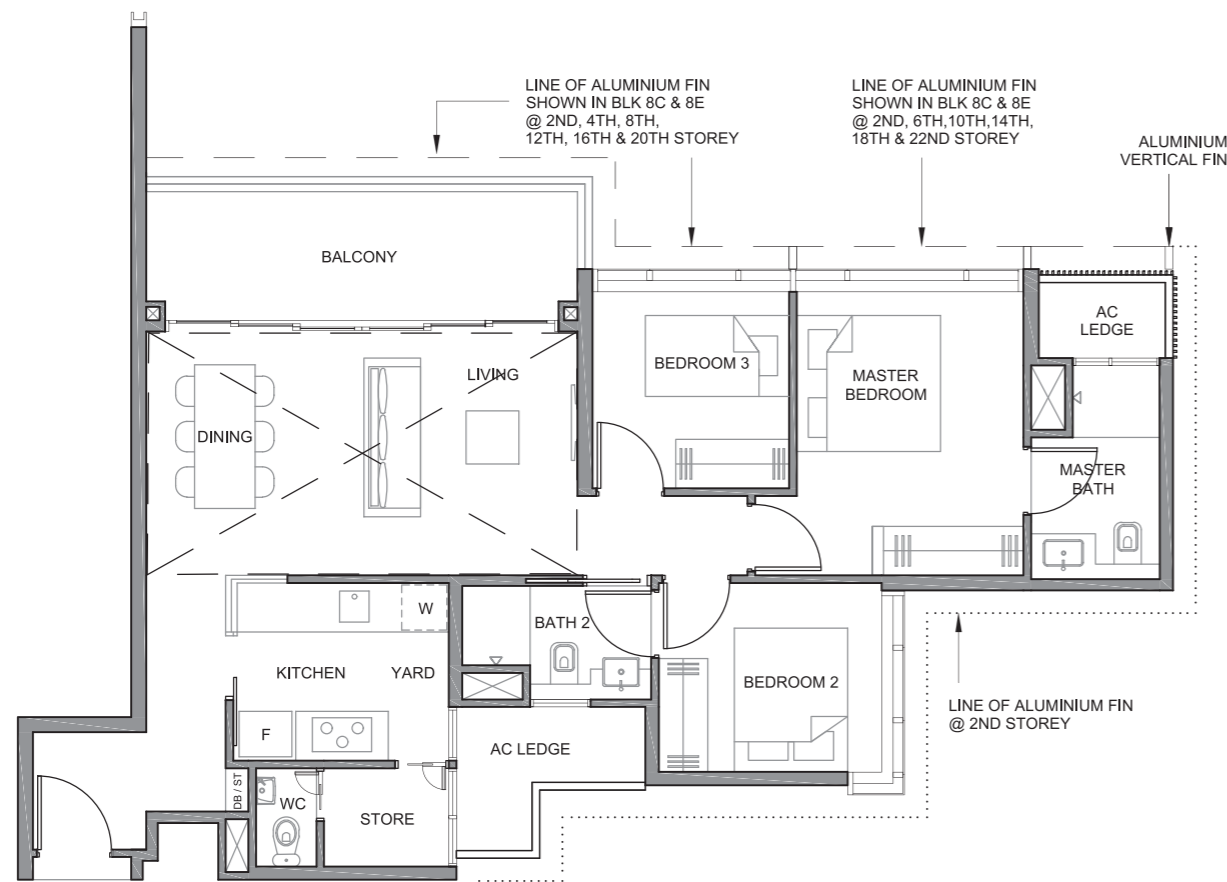 LINE OF ALUMINIUM FIN
SHOWN IN BLK 8C & 8E
@ 2ND, 4TH, 8TH,
12TH, 16TH & 20TH STOREY
LINE OF ALUMINIUM FIN
SHOWN IN BLK 8C & 8E
@ 2ND, 6TH,10TH,14TH,
18TH & 22ND STOREY
ALUMINIUM
VERTICAL FIN
BALCONY
AC
LEDGE
LIVING
BEDROOM 3
MASTER
BEDROOM
DINING
MASTER
BATH
W
BATH 2
KITCHEN
YARD
BEDROOM 2
LINE OF ALUMINIUM FIN
@ 2ND STOREY
F
AC LEDGE
DB / ST
WC
STORE